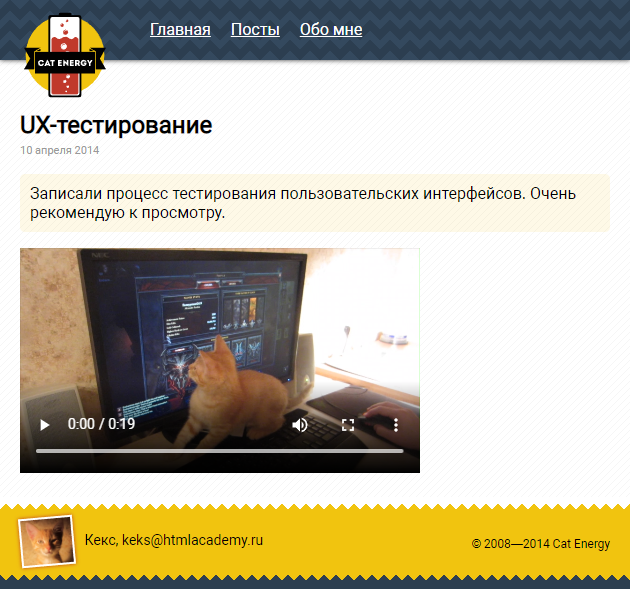 CAT ENERGY
Главная Посты Обо мне
UX-тестирование
10 апреля 2014
Записали процесс тестирования пользовательских интерфейсов. Очень
рекомендую к просмотру.
NEC
0:00 / 0:19
Кекс, keks@htmlacademy.ru
© 2008—2014 Cat Energy